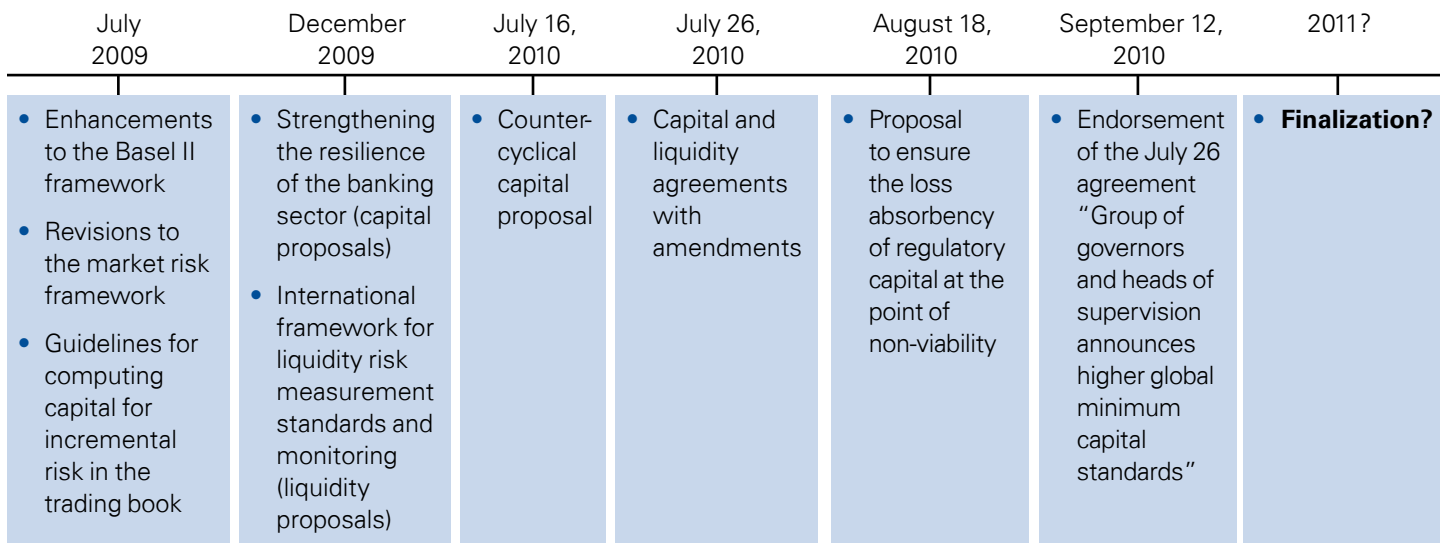 July
2009
December
2009
July 16,
2010
July 26,
2010
August 18,
2010
September 12,
2010
2011?
• Enhancements
to the Basel II
framework
• Revisions to
the market risk
framework
• Guidelines for
computing
capital for
incremental
risk in the
trading book
• Strengthening
the resilience
of the banking
sector (capital
proposals)
• International
framework for
liquidity risk
measurement
standards and
monitoring
(liquidity
proposals)
• Counter-
cyclical
capital
proposal
• Capital and
liquidity
agreements
with
amendments
• Proposal
to ensure
the loss
absorbency
of regulatory
capital at the
point of
non-viability
• Endorsement
of the July 26
agreement
“Group of
governors
and heads of
supervision
announces
higher global
minimum
capital
standards”
• Finalization?